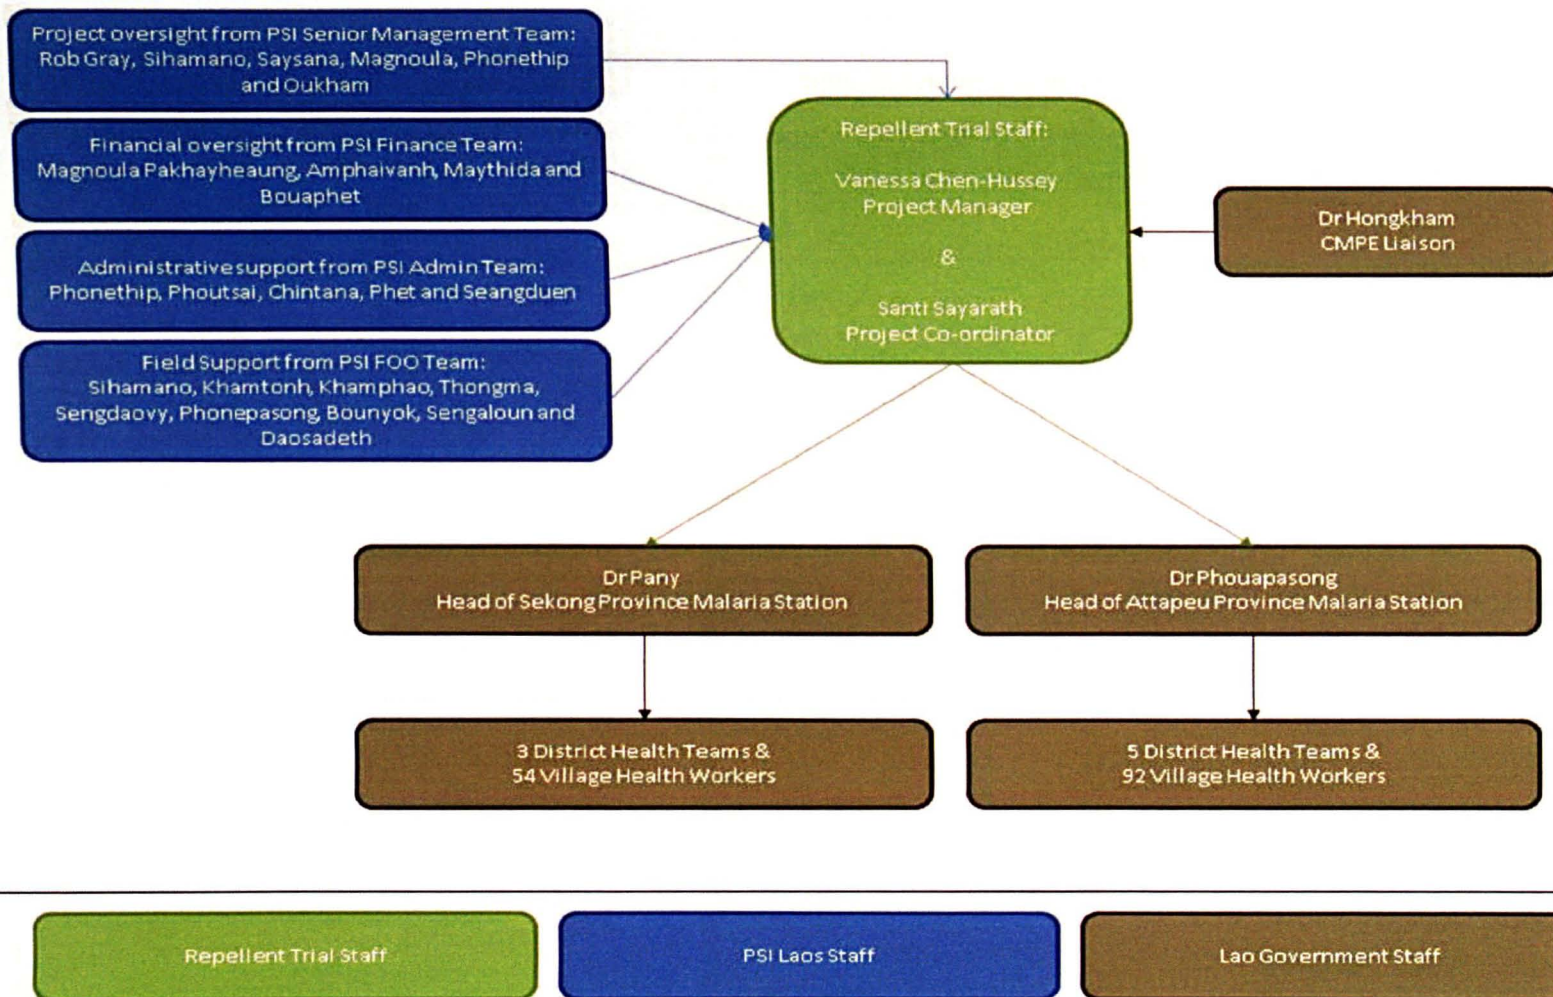 Project oversight from PSI Senior Management Team:
Rob Gray, Sihamano, Saysana, Magnoula, Phonethip
and Oukham
Financial oversight from PSI Finance Team:
Magnoula Pakhayheaung, Amphaivanh, Maythida and
Bouaphet
Administrative support from PSI Admin Team:
Phonethip, Phoutsai, Chintana, Phet and Seangduen
Field Support from PSI FOO Team:
Sihamano, Khamtonh, Khamphao, Thongma,
Sengdaovy, Phonepasong, Bounyok, Sengaloun and
Daosadeth
Repellent Trial Staff:
Vanessa Chen-Hussey
Project Manager
&
Santi Sayarath
Project Co-ordinator
Dr Hongkham
CMPE Liaison
Dr Pany
Head of Sekong Province Malaria Station
Dr Phouapasong
Head of Attapeu Province Malaria Station
3 District Health Teams &
54 Village Health Workers
5 District Health Teams &
92 Village Health Workers
Repellent Trial Staff
PSI Laos Staff
Lao Government Staff